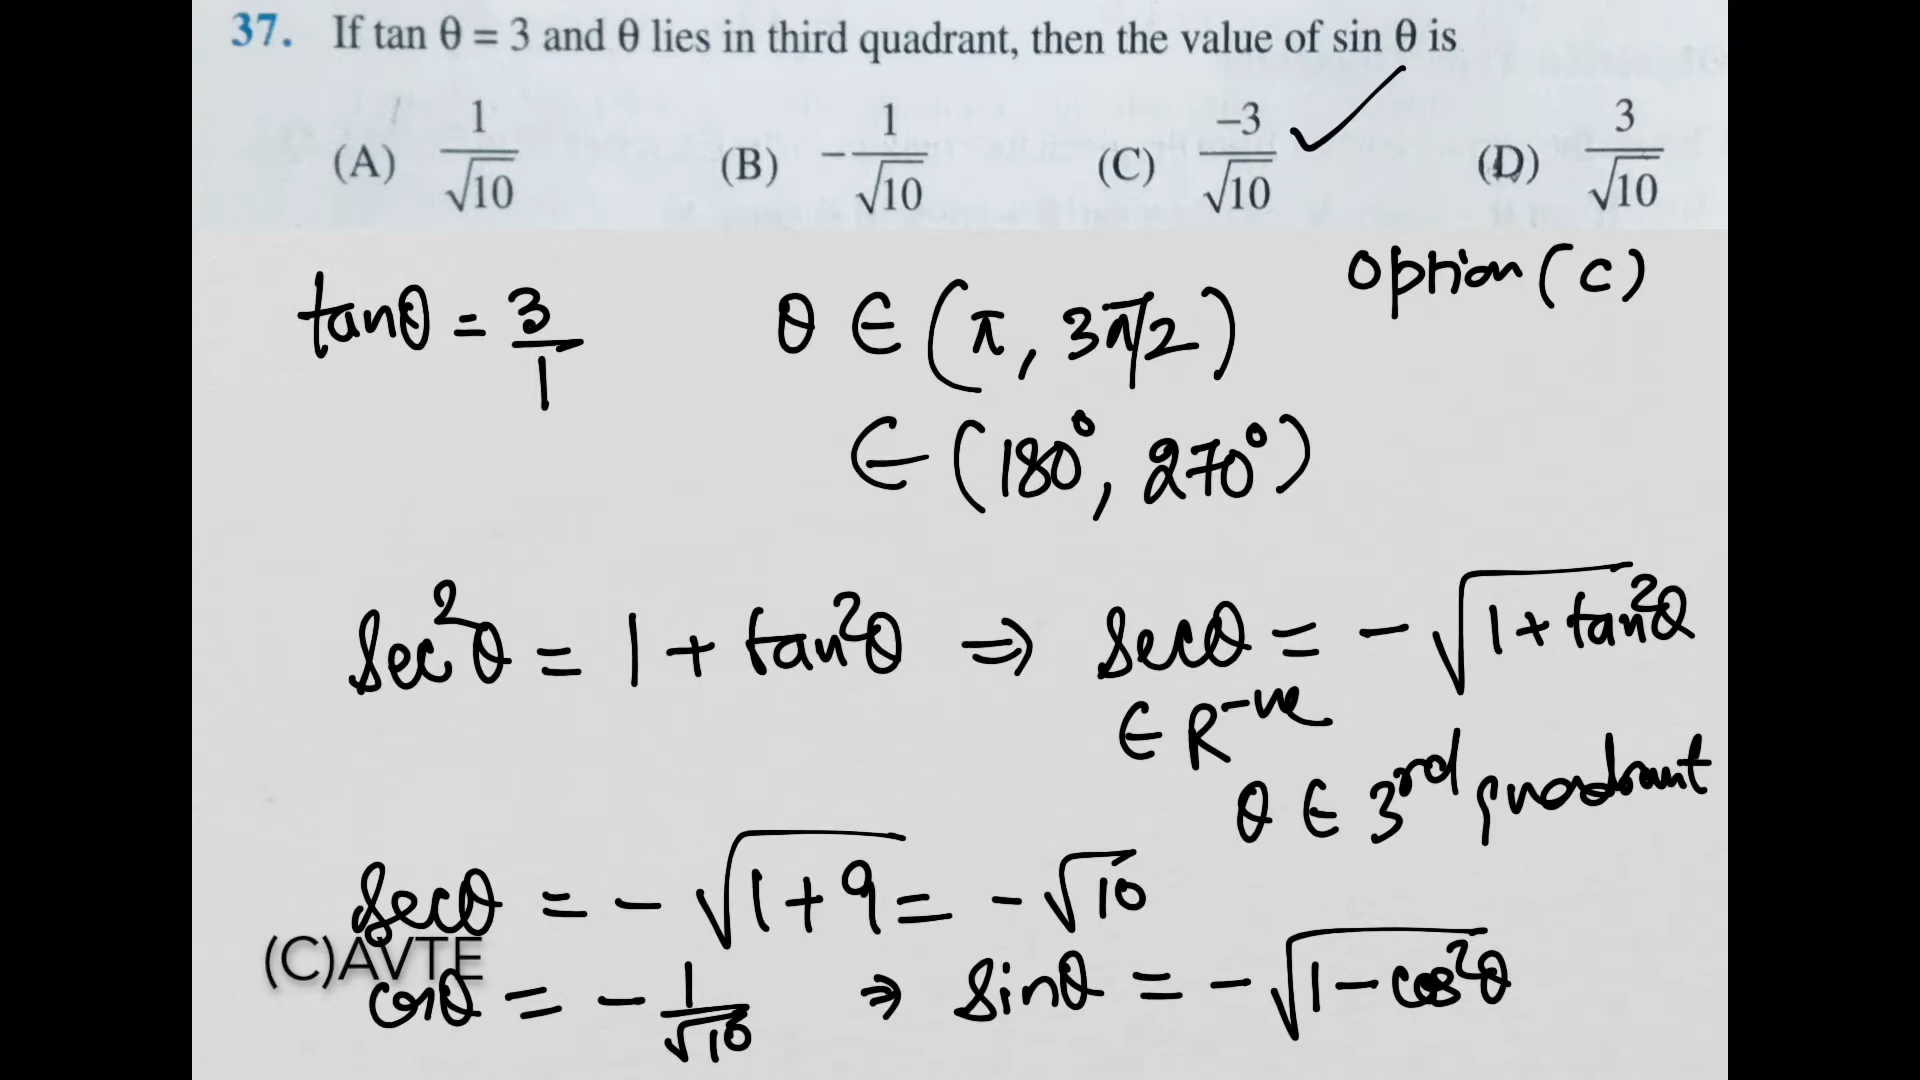 37. If tan θ = 3 and θ lies in third quadrant, then the value of sin θ is
(A) 1/√10 (B) -1/√10 (C) -3/√10 ✓ (D) 3/√10
option (C)
tanθ = 3/1 θ ∈ (π, 3π/2)
∈ (180°, 270°)
sec²θ = 1 + tan²θ ⇒ secθ = -√(1 + tan²θ)
∈ R^-ve
θ ∈ 3rd quadrant
secθ = -√(1+9) = -√10
(C)AVTE
cosθ = -1/√10 ⇒ sinθ = -√(1 - cos²θ)